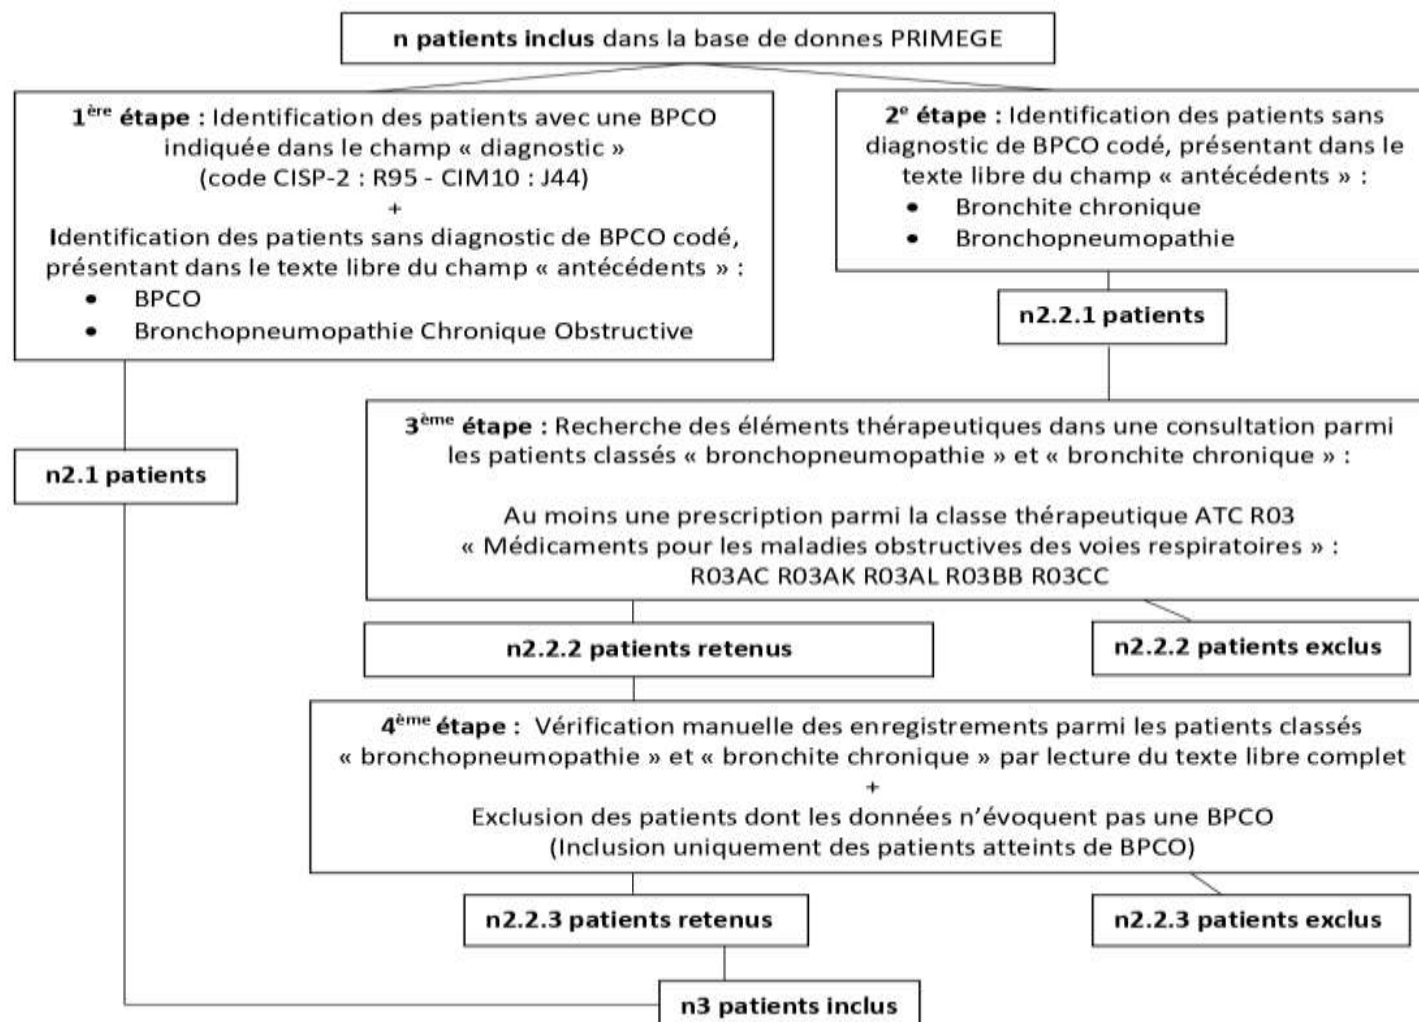 n patients inclus dans la base de donnes PRIMEGE
1ère étape : Identification des patients avec une BPCO
indiquée dans le champ « diagnostic »
(code CISP-2 : R95 - CIM10 : J44)
+
Identification des patients sans diagnostic de BPCO codé,
présentant dans le texte libre du champ « antécédents » :
• BPCO
• Bronchopneumopathie Chronique Obstructive
2e étape : Identification des patients sans
diagnostic de BPCO codé, présentant dans le
texte libre du champ « antécédents » :
• Bronchite chronique
• Bronchopneumopathie
n2.2.1 patients
n2.1 patients
3ème étape : Recherche des éléments thérapeutiques dans une consultation parmi
les patients classés « bronchopneumopathie » et « bronchite chronique » :
Au moins une prescription parmi la classe thérapeutique ATC R03
« Médicaments pour les maladies obstructives des voies respiratoires » :
R03AC R03AK R03AL R03BB R03CC
n2.2.2 patients retenus
n2.2.2 patients exclus
4ème étape : Vérification manuelle des enregistrements parmi les patients classés
« bronchopneumopathie » et « bronchite chronique » par lecture du texte libre complet
+
Exclusion des patients dont les données n'évoquent pas une BPCO
(Inclusion uniquement des patients atteints de BPCO)
n2.2.3 patients retenus
n2.2.3 patients exclus
n3 patients inclus